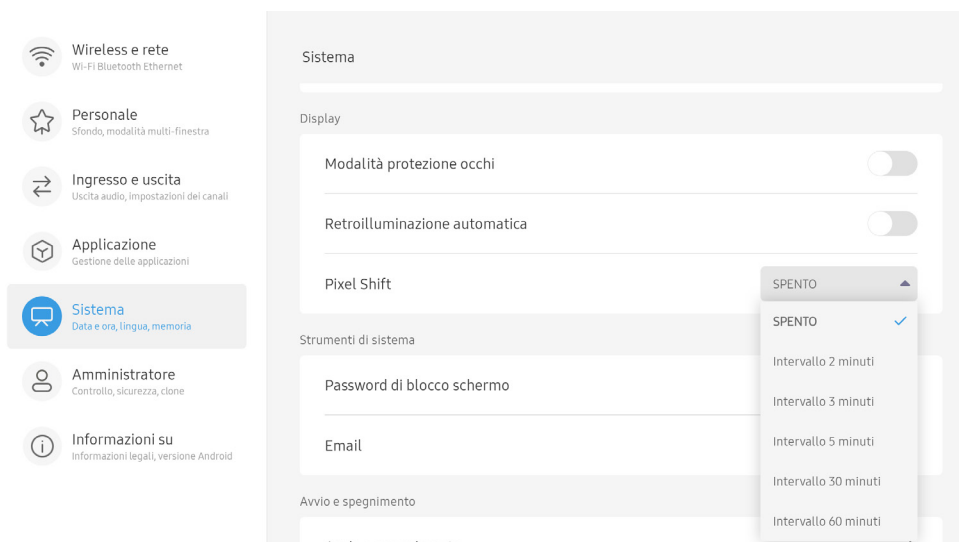 Wireless e rete
Wi-Fi Bluetooth Ethernet
Personale
Sfondo, modalità multi-finestra
Ingresso e uscita
Uscita audio, impostazioni dei canali
Applicazione
Gestione delle applicazioni
Sistema
Data e ora, lingua, memoria
Amministratore
Controllo, sicurezza, clone
Informazioni su
Informazioni legali, versione Android
Sistema
Display
Modalità protezione occhi
Retroilluminazione automatica
Pixel Shift
SPENTO
SPENTO
Intervallo 2 minuti
Intervallo 3 minuti
Intervallo 5 minuti
Intervallo 30 minuti
Intervallo 60 minuti
Strumenti di sistema
Password di blocco schermo
Email
Avvio e spegnimento